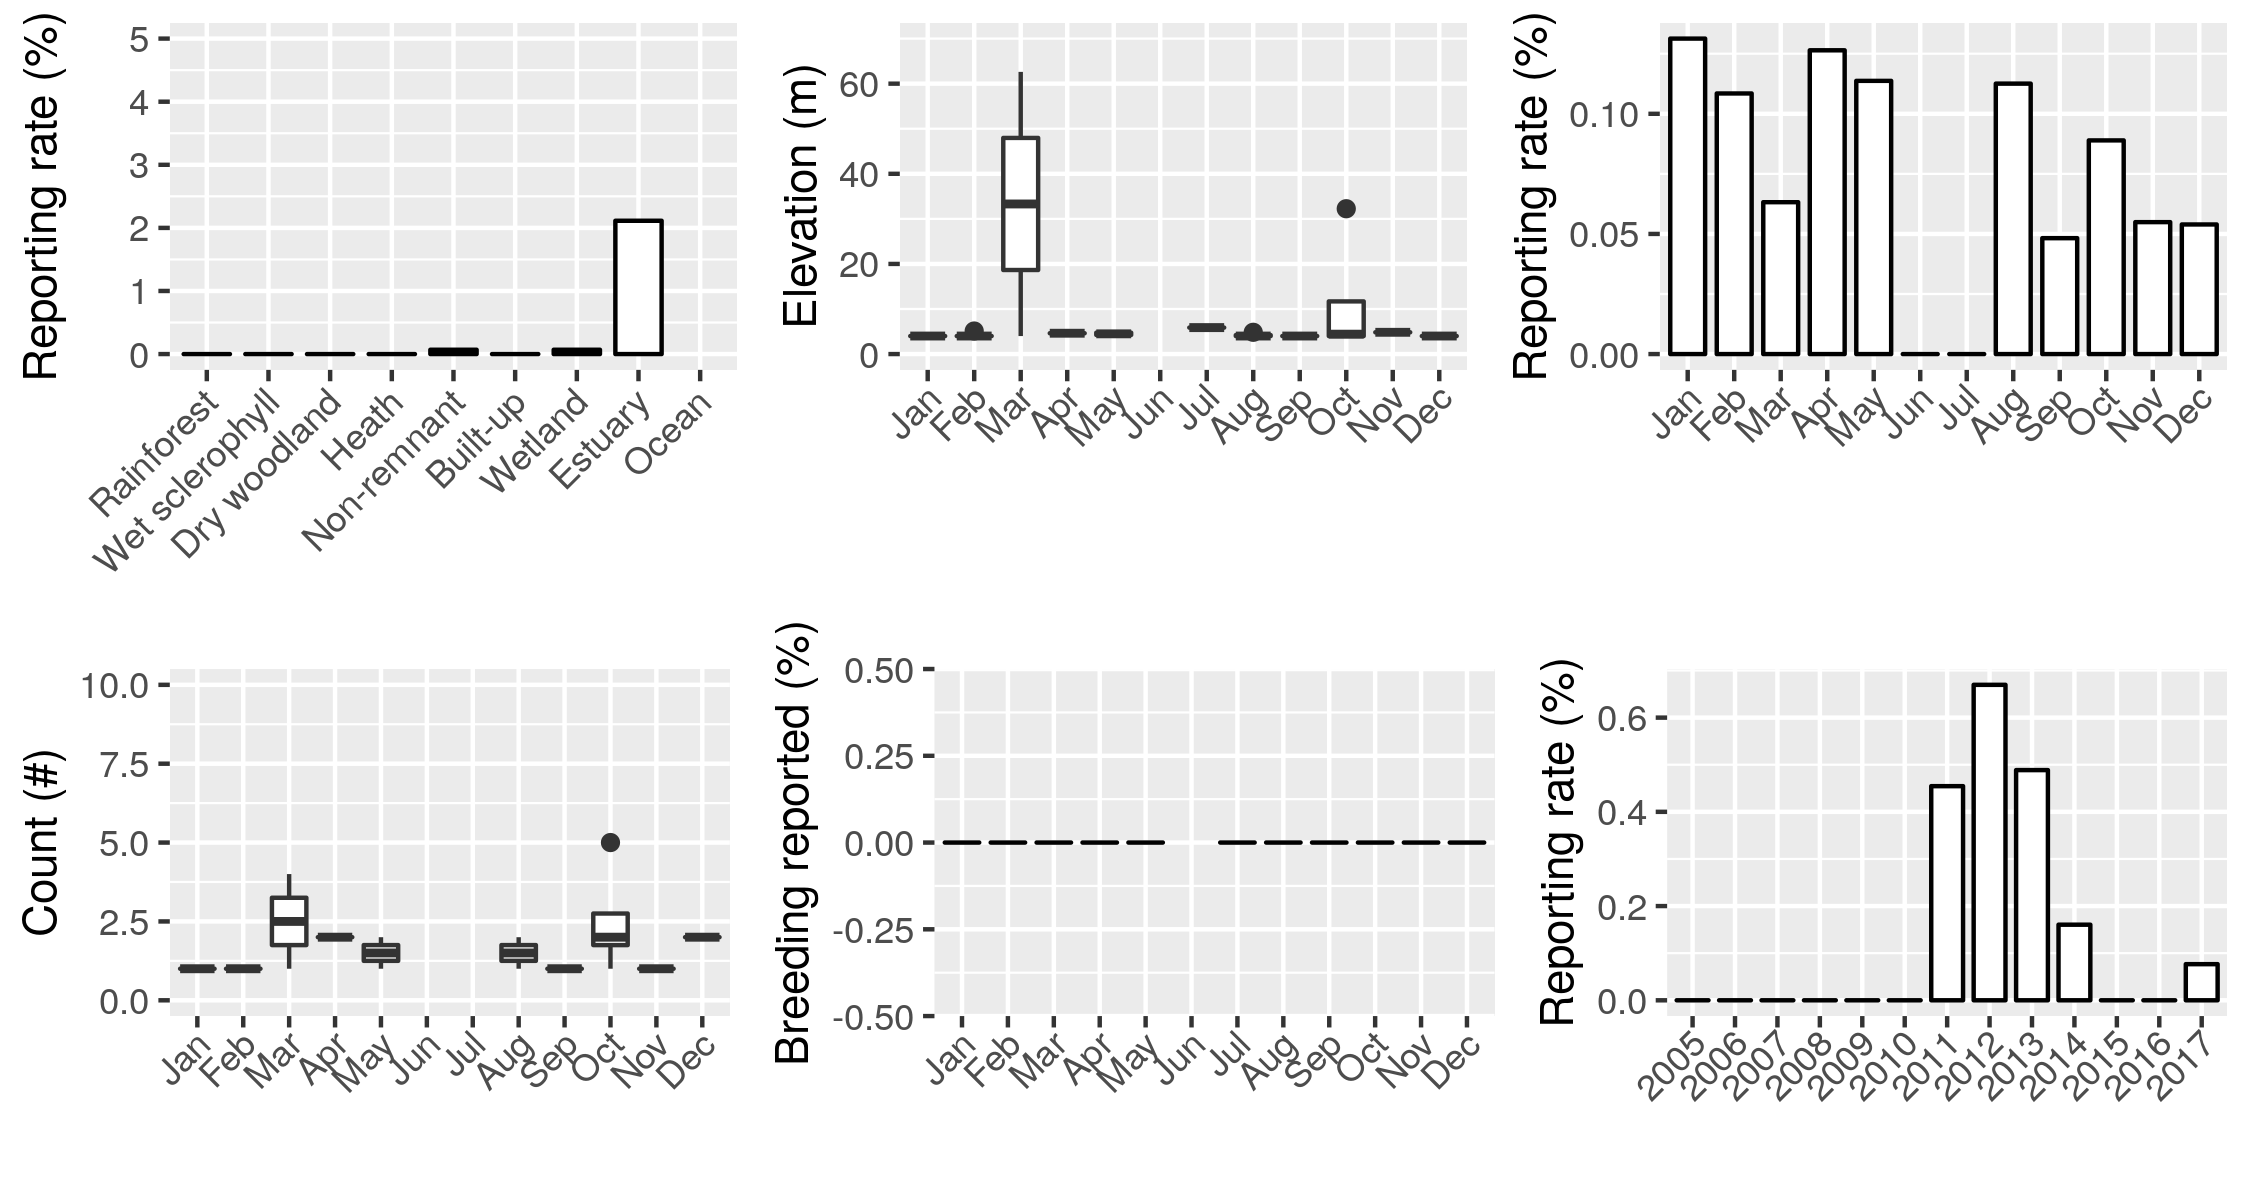 Reporting rate (%)
5
4
3
2
1
0
Rainforest
Wet sclerophyll
Dry woodland
Heath
Non-remnant
Built-up
Wetland
Estuary
Ocean
Elevation (m)
60
40
20
0
Jan
Feb
Mar
Apr
May
Jun
Jul
Aug
Sep
Oct
Nov
Dec
Reporting rate (%)
0.10
0.05
0.00
Jan
Feb
Mar
Apr
May
Jun
Jul
Aug
Sep
Oct
Nov
Dec
Count (#)
10.0
7.5
5.0
2.5
0.0
Jan
Feb
Mar
Apr
May
Jun
Jul
Aug
Sep
Oct
Nov
Dec
Breeding reported (%)
0.50
0.25
0.00
-0.25
-0.50
Jan
Feb
Mar
Apr
May
Jun
Jul
Aug
Sep
Oct
Nov
Dec
Reporting rate (%)
0.6
0.4
0.2
0.0
2005
2006
2007
2008
2009
2010
2011
2012
2013
2014
2015
2016
2017